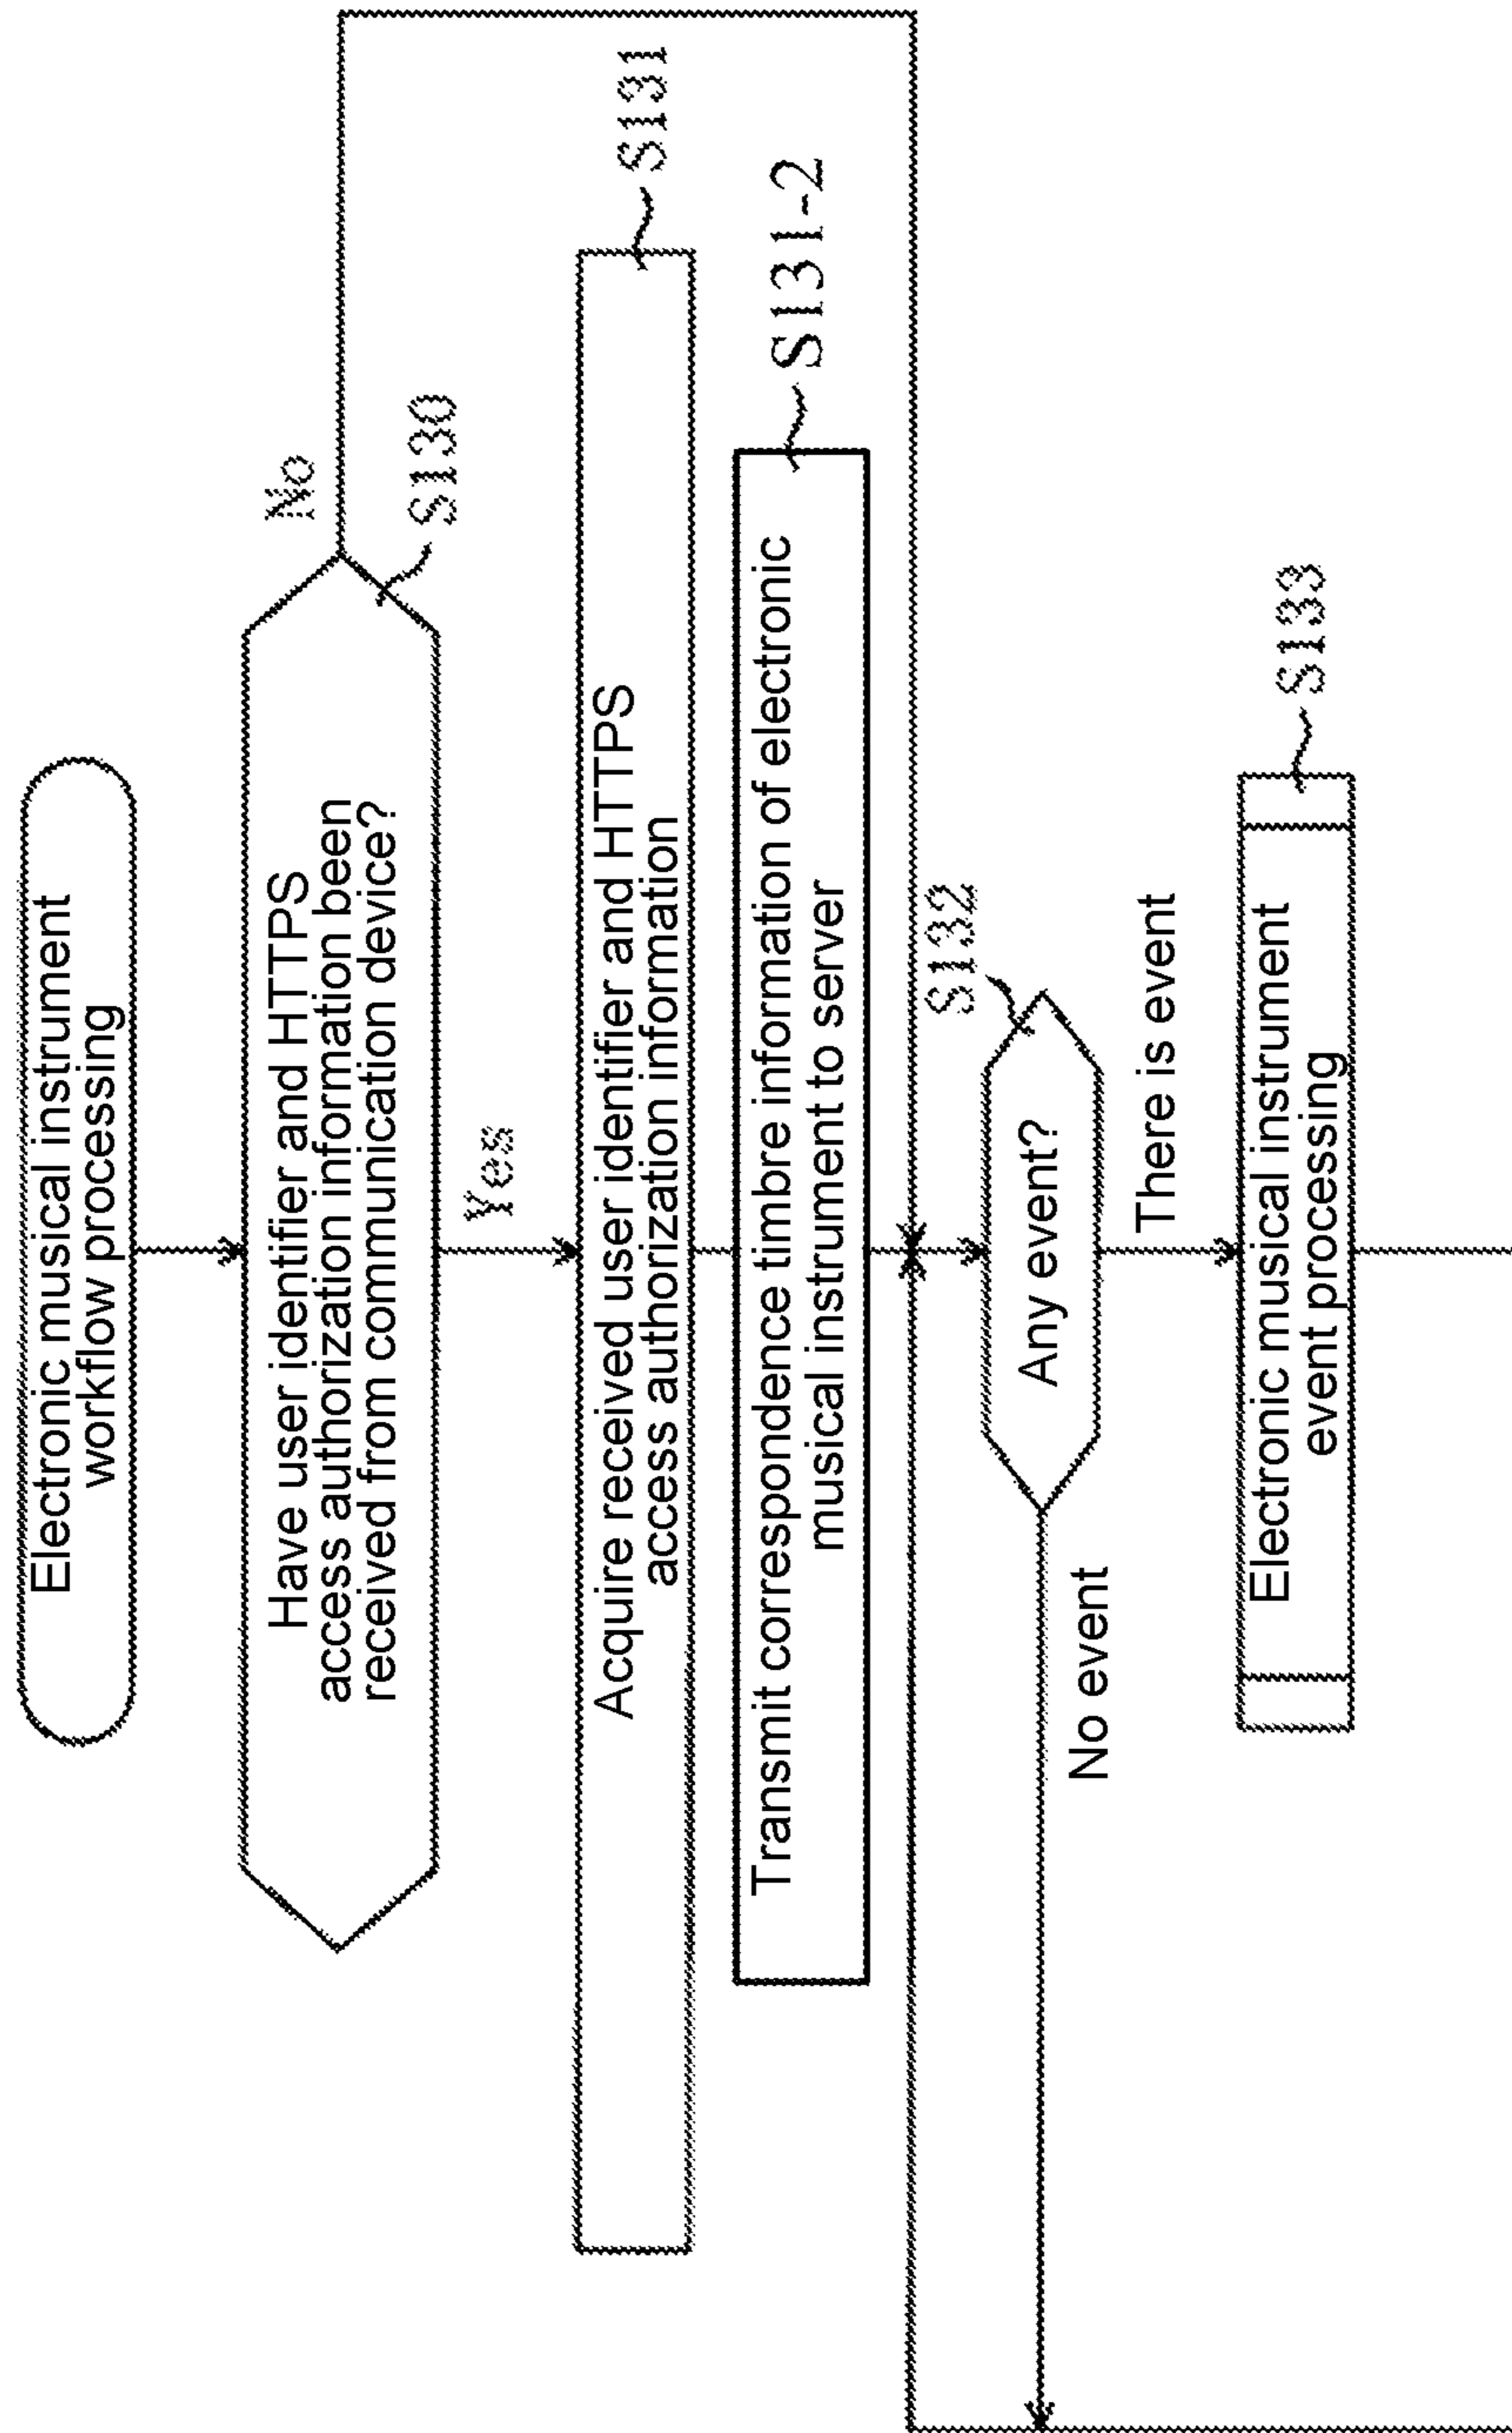 Electronic musical instrument
workflow processing
No
Have user identifier and HTTPS
access authorization information been
received from communication device?
S130
Yes
S131
Acquire received user identifier and HTTPS
access authorization information
S131-2
Transmit correspondence timbre information of electronic
musical instrument to server
S132
Any event?
No event
There is event
S133
Electronic musical instrument
event processing